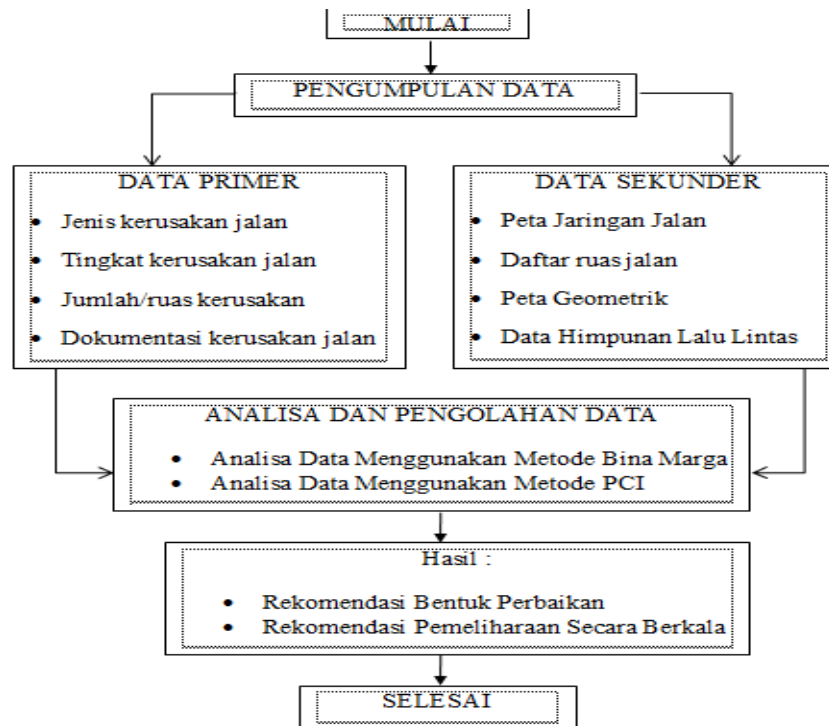 MULAI
PENGUMPULAN DATA
DATA PRIMER
• Jenis kerusakan jalan
• Tingkat kerusakan jalan
• Jumlah/ruas kerusakan
• Dokumentasi kerusakan jalan
DATA SEKUNDER
• Peta Jaringan Jalan
• Daftar ruas jalan
• Peta Geometrik
• Data Himpunan Lalu Lintas
ANALISA DAN PENGOLAHAN DATA
• Analisa Data Menggunakan Metode Bina Marga
• Analisa Data Menggunakan Metode PCI
Hasil :
• Rekomendasi Bentuk Perbaikan
• Rekomendasi Pemeliharaan Secara Berkala
SELESAI